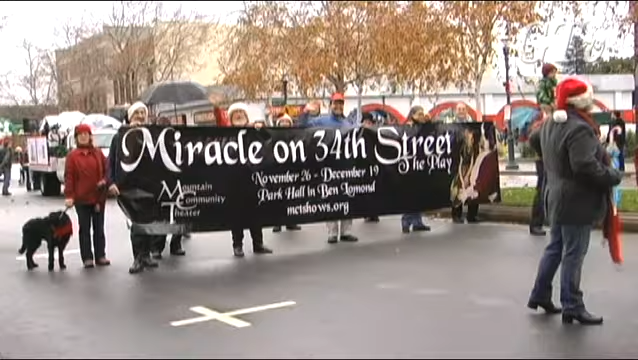 Miracle on 34th Street
The Play
November 26 - December 19
Park Hall in Ben Lomond
mctshows.org
Mountain
Community
Theater